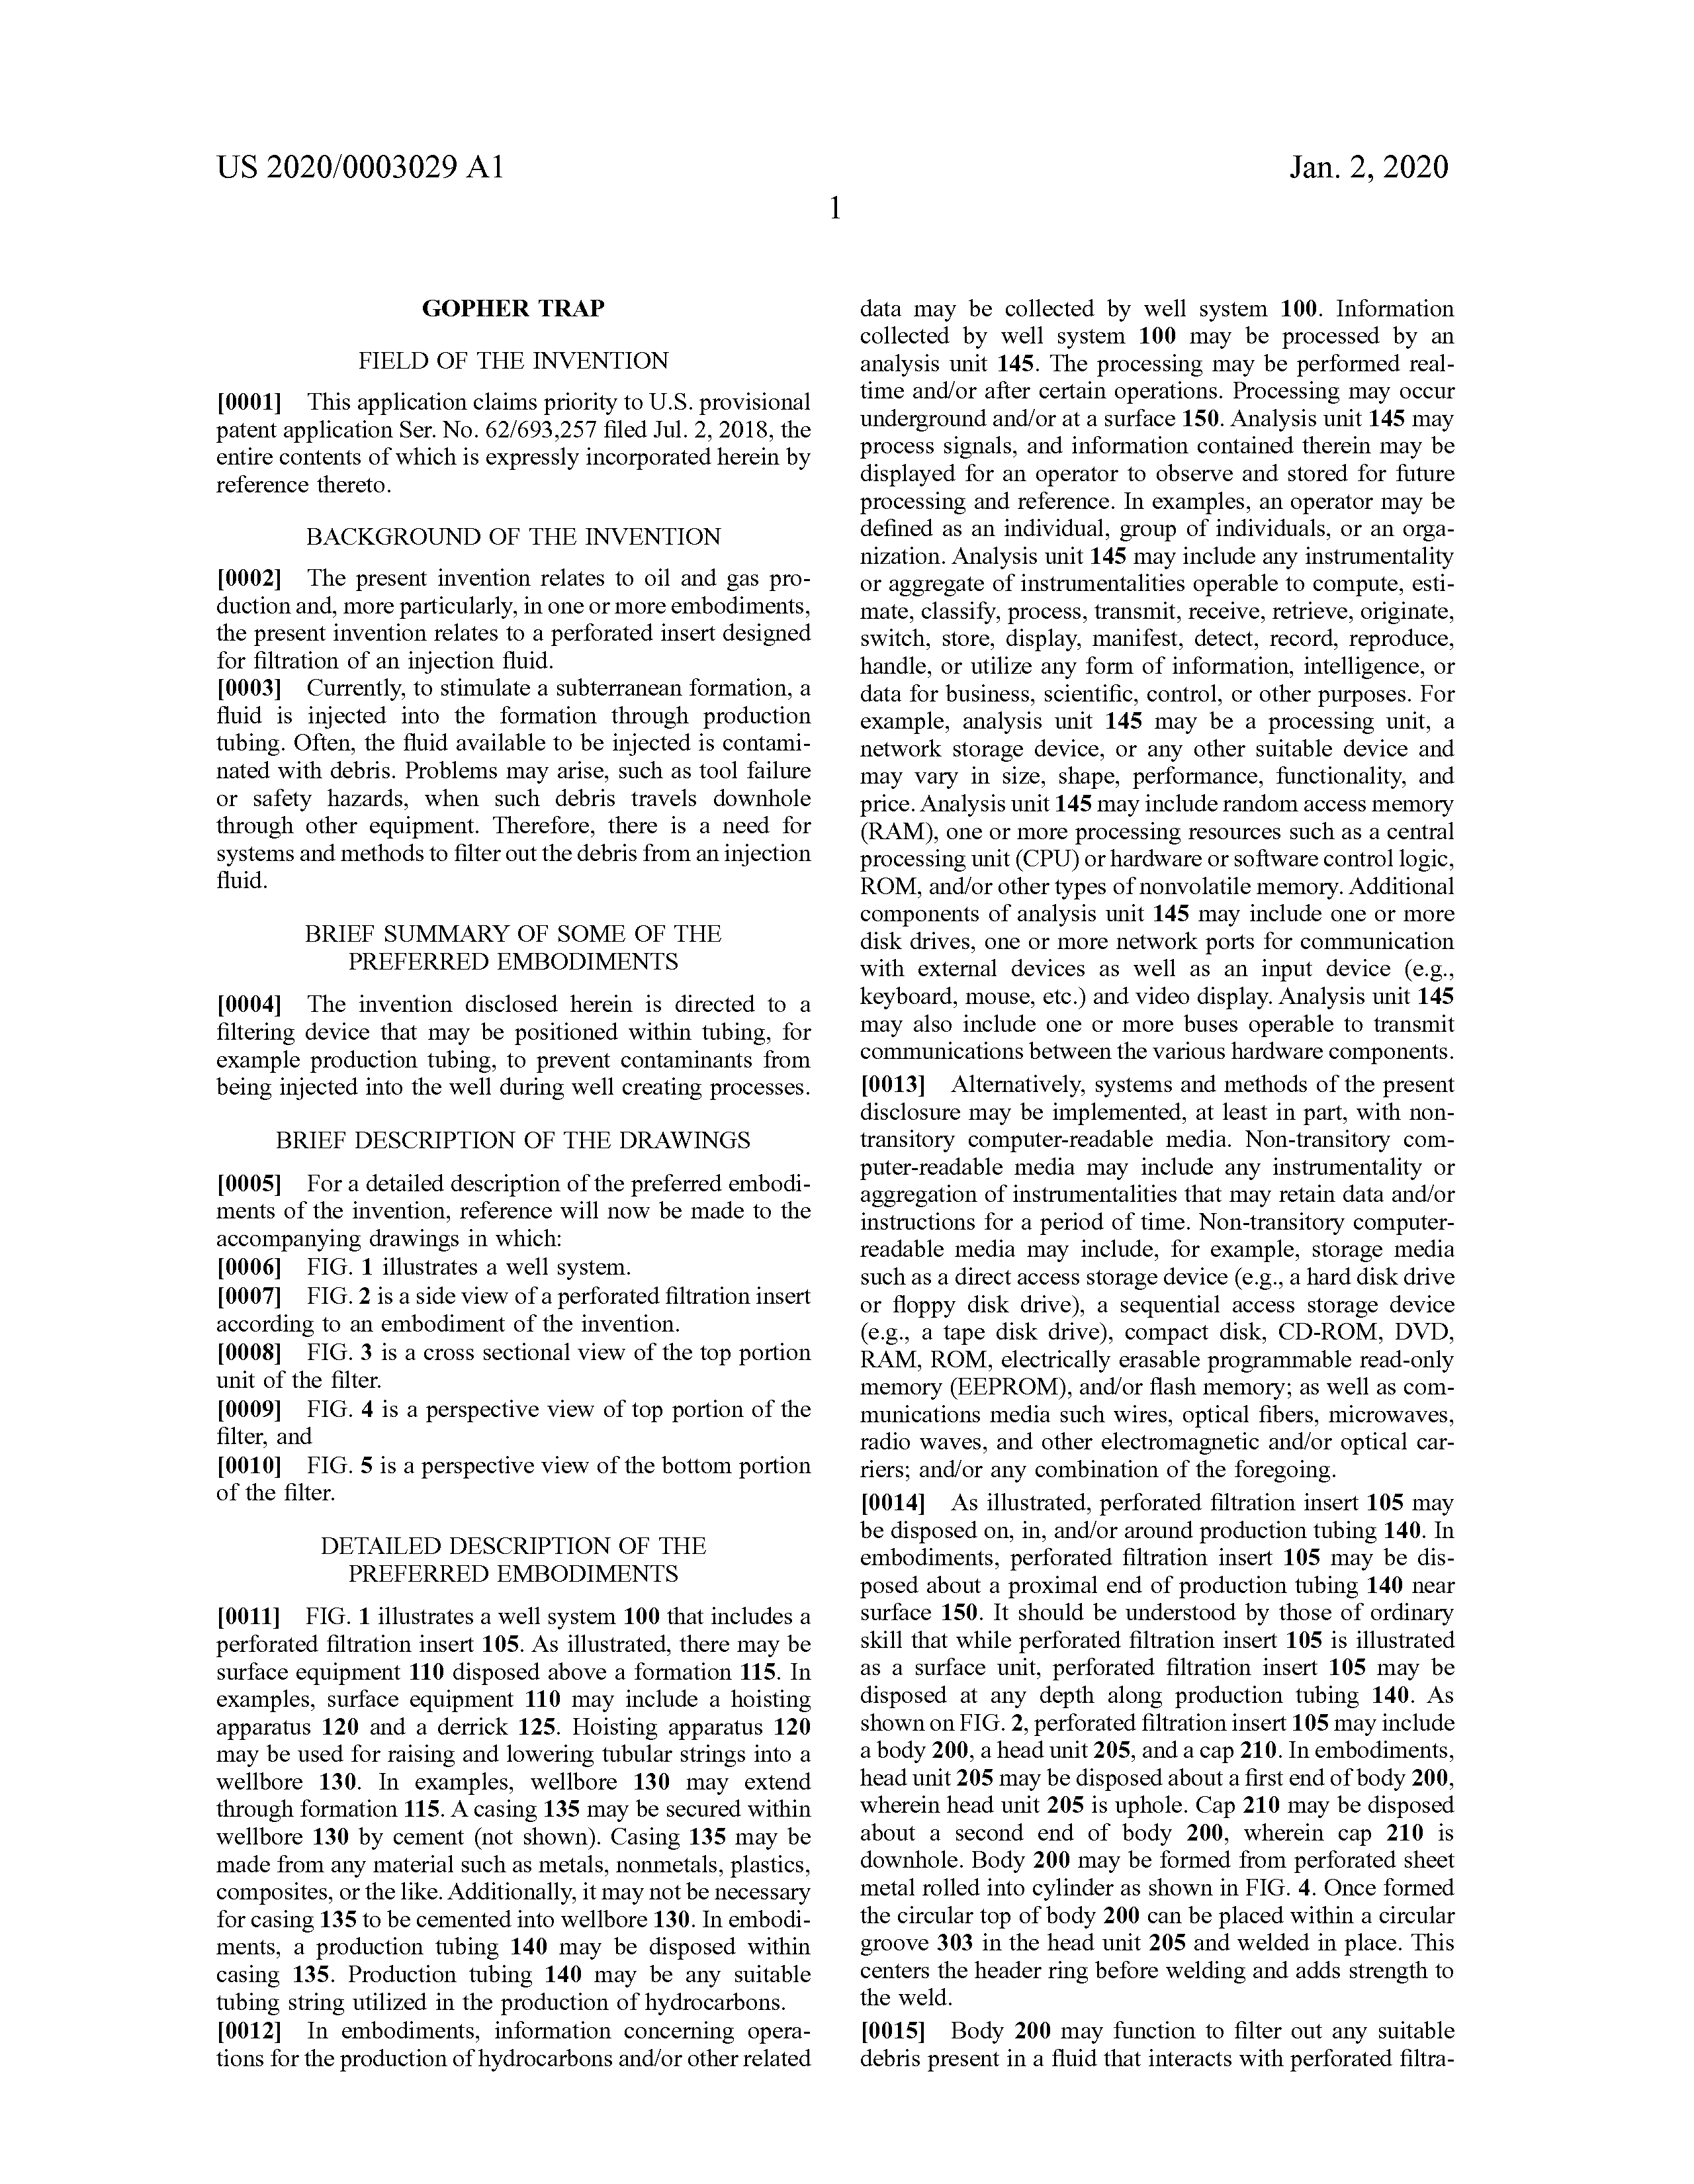 US 2020/0003029 A1
Jan. 2, 2020
1
GOPHER TRAP
FIELD OF THE INVENTION
[0001] This application claims priority to U.S. provisional
patent application Ser. No. 62/693,257 filed Jul. 2, 2018, the
entire contents of which is expressly incorporated herein by
reference thereto.
BACKGROUND OF THE INVENTION
[0002] The present invention relates to oil and gas pro-
duction and, more particularly, in one or more embodiments,
the present invention relates to a perforated insert designed
for filtration of an injection fluid.
[0003] Currently, to stimulate a subterranean formation, a
fluid is injected into the formation through production
tubing. Often, the fluid available to be injected is contami-
nated with debris. Problems may arise, such as tool failure
or safety hazards, when such debris travels downhole
through other equipment. Therefore, there is a need for
systems and methods to filter out the debris from an injection
fluid.
BRIEF SUMMARY OF SOME OF THE
PREFERRED EMBODIMENTS
[0004] The invention disclosed herein is directed to a
filtering device that may be positioned within tubing, for
example production tubing, to prevent contaminants from
being injected into the well during well creating processes.
BRIEF DESCRIPTION OF THE DRAWINGS
[0005] For a detailed description of the preferred embodi-
ments of the invention, reference will now be made to the
accompanying drawings in which:
[0006] FIG. 1 illustrates a well system.
[0007] FIG. 2 is a side view of a perforated filtration insert
according to an embodiment of the invention.
[0008] FIG. 3 is a cross sectional view of the top portion
unit of the filter.
[0009] FIG. 4 is a perspective view of top portion of the
filter, and
[0010] FIG. 5 is a perspective view of the bottom portion
of the filter.
DETAILED DESCRIPTION OF THE
PREFERRED EMBODIMENTS
[0011] FIG. 1 illustrates a well system 100 that includes a
perforated filtration insert 105. As illustrated, there may be
surface equipment 110 disposed above a formation 115. In
examples, surface equipment 110 may include a hoisting
apparatus 120 and a derrick 125. Hoisting apparatus 120
may be used for raising and lowering tubular strings into a
wellbore 130. In examples, wellbore 130 may extend
through formation 115. A casing 135 may be secured within
wellbore 130 by cement (not shown). Casing 135 may be
made from any material such as metals, nonmetals, plastics,
composites, or the like. Additionally, it may not be necessary
for casing 135 to be cemented into wellbore 130. In embodi-
ments, a production tubing 140 may be disposed within
casing 135. Production tubing 140 may be any suitable
tubing string utilized in the production of hydrocarbons.
[0012] In embodiments, information concerning opera-
tions for the production of hydrocarbons and/or other related
data may be collected by well system 100. Information
collected by well system 100 may be processed by an
analysis unit 145. The processing may be performed real-
time and/or after certain operations. Processing may occur
underground and/or at a surface 150. Analysis unit 145 may
process signals, and information contained therein may be
displayed for an operator to observe and stored for future
processing and reference. In examples, an operator may be
defined as an individual, group of individuals, or an orga-
nization. Analysis unit 145 may include any instrumentality
or aggregate of instrumentalities operable to compute, esti-
mate, classify, process, transmit, receive, retrieve, originate,
switch, store, display, manifest, detect, record, reproduce,
handle, or utilize any form of information, intelligence, or
data for business, scientific, control, or other purposes. For
example, analysis unit 145 may be a processing unit, a
network storage device, or any other suitable device and
may vary in size, shape, performance, functionality, and
price. Analysis unit 145 may include random access memory
(RAM), one or more processing resources such as a central
processing unit (CPU) or hardware or software control logic,
ROM, and/or other types of nonvolatile memory. Additional
components of analysis unit 145 may include one or more
disk drives, one or more network ports for communication
with external devices as well as an input device (e.g.,
keyboard, mouse, etc.) and video display. Analysis unit 145
may also include one or more buses operable to transmit
communications between the various hardware components.
[0013] Alternatively, systems and methods of the present
disclosure may be implemented, at least in part, with non-
transitory computer-readable media. Non-transitory com-
puter-readable media may include any instrumentality or
aggregation of instrumentalities that may retain data and/or
instructions for a period of time. Non-transitory computer-
readable media may include, for example, storage media
such as a direct access storage device (e.g., a hard disk drive
or floppy disk drive), a sequential access storage device
(e.g., a tape disk drive), compact disk, CD-ROM, DVD,
RAM, ROM, electrically erasable programmable read-only
memory (EEPROM), and/or flash memory; as well as com-
munications media such wires, optical fibers, microwaves,
radio waves, and other electromagnetic and/or optical car-
riers; and/or any combination of the foregoing.
[0014] As illustrated, perforated filtration insert 105 may
be disposed on, in, and/or around production tubing 140. In
embodiments, perforated filtration insert 105 may be dis-
posed about a proximal end of production tubing 140 near
surface 150. It should be understood by those of ordinary
skill that while perforated filtration insert 105 is illustrated
as a surface unit, perforated filtration insert 105 may be
disposed at any depth along production tubing 140. As
shown on FIG. 2, perforated filtration insert 105 may include
a body 200, a head unit 205, and a cap 210. In embodiments,
head unit 205 may be disposed about a first end of body 200,
wherein head unit 205 is uphole. Cap 210 may be disposed
about a second end of body 200, wherein cap 210 is
downhole. Body 200 may be formed from perforated sheet
metal rolled into cylinder as shown in FIG. 4. Once formed
the circular top of body 200 can be placed within a circular
groove 303 in the head unit 205 and welded in place. This
centers the header ring before welding and adds strength to
the weld.
[0015] Body 200 may function to filter out any suitable
debris present in a fluid that interacts with perforated filtra-